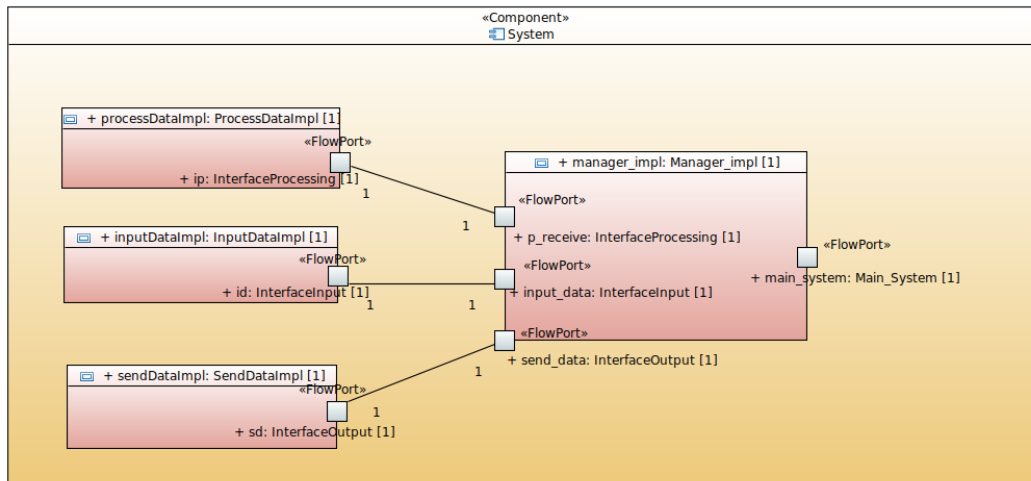 «Component»
System
+ processDataImpl: ProcessDataImpl [1]
«FlowPort»
+ ip: InterfaceProcessing [1]
1
1
+ inputDataImpl: InputDataImpl [1]
«FlowPort»
+ id: InterfaceInput [1]
1
1
+ sendDataImpl: SendDataImpl [1]
«FlowPort»
+ sd: InterfaceOutput [1]
1
1
+ manager_impl: Manager_impl [1]
«FlowPort»
+ p_receive: InterfaceProcessing [1]
«FlowPort»
+ input_data: InterfaceInput [1]
«FlowPort»
+ send_data: InterfaceOutput [1]
«FlowPort»
+ main_system: Main_System [1]